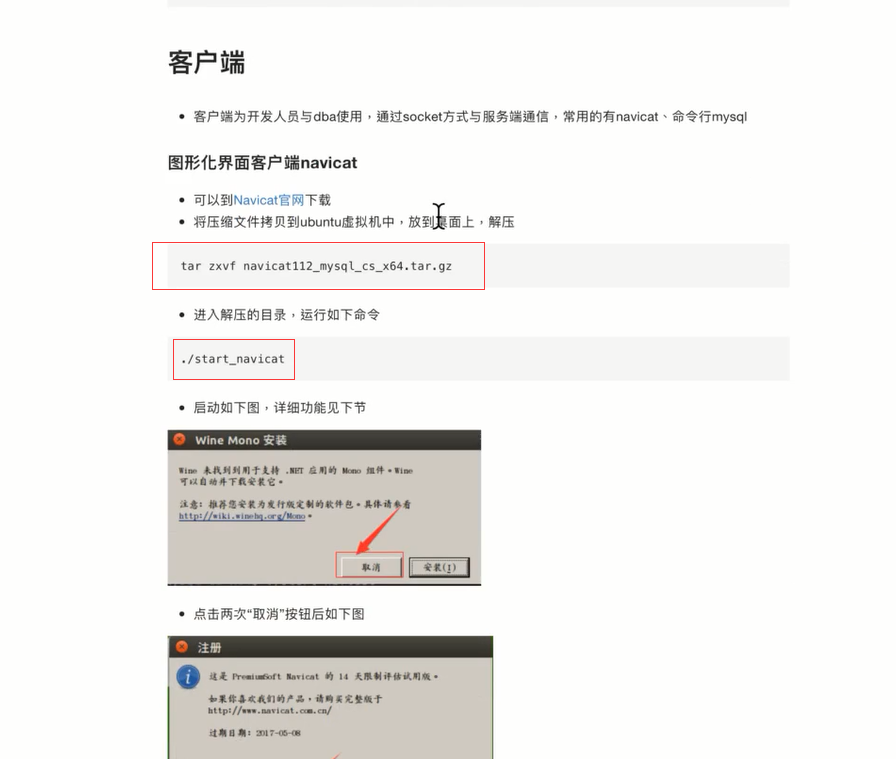 客户端
客户端为开发人员与dba使用，通过socket方式与服务端通信，常用的有navicat、命令行mysql
图形化界面客户端navicat
可以到Navicat官网下载
将压缩文件拷贝到ubuntu虚拟机中，放到桌面上，解压
tar zxvf navicat112_mysql_cs_x64.tar.gz
进入解压的目录，运行如下命令
./start_navicat
启动如下图，详细功能见下节
Wine Mono 安装
Wine 未找到到用于支持 .NET 应用的 Mono 组件。Wine
可以自动并下载安装它。
注意: 推荐您安装为发行版定制的软件包。具体请参看
http://wiki.winehq.org/Mono。
取消
安装(I)
点击两次“取消”按钮后如下图
注册
这是 PremiumSoft Navicat 的 14 天限制评估试用版。
如果你喜欢我们的产品，请购买完整版于
http://www.navicat.com.cn/
过期日期: 2017-05-08